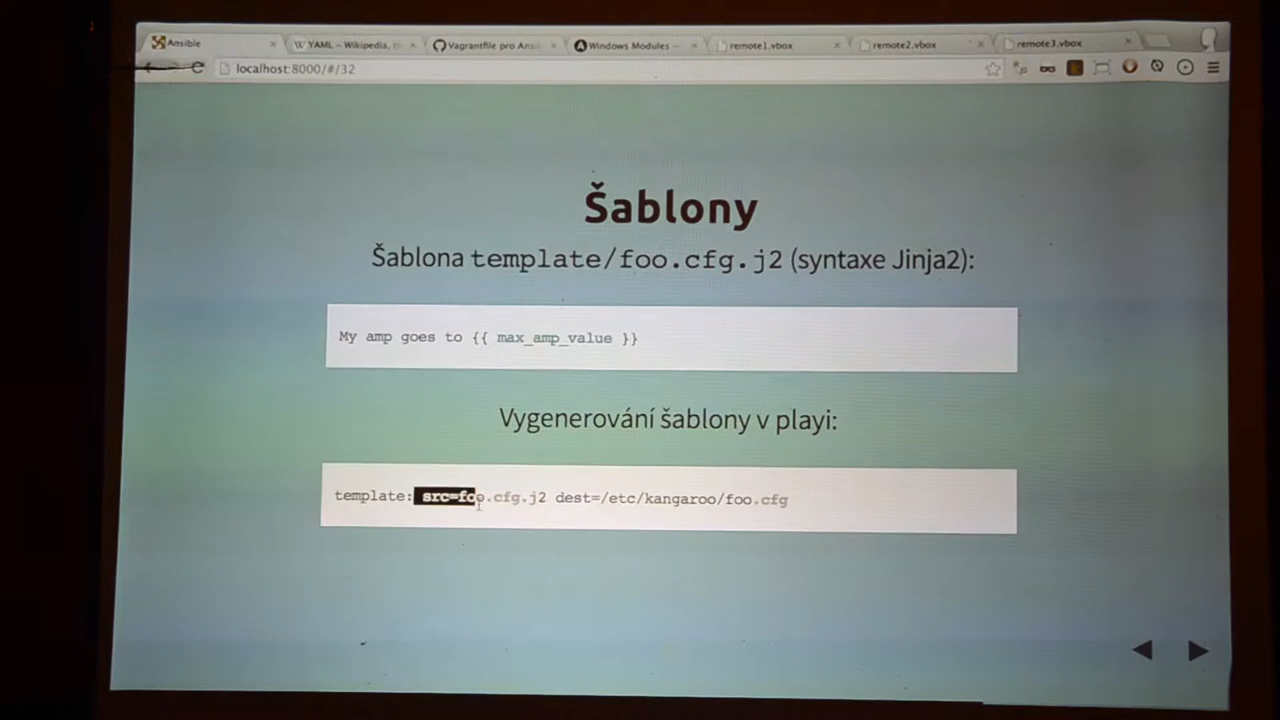 Ansible
YAML – Wikipedia, t
Vagrantfile pro Ansi
Windows Modules —
remote1.vbox
remote2.vbox
remote3.vbox
localhost:8000/#/32
Šablony
Šablona template/foo.cfg.j2 (syntaxe Jinja2):
My amp goes to {{ max_amp_value }}
Vygenerování šablony v playi:
template: src=foo.cfg.j2 dest=/etc/kangaroo/foo.cfg